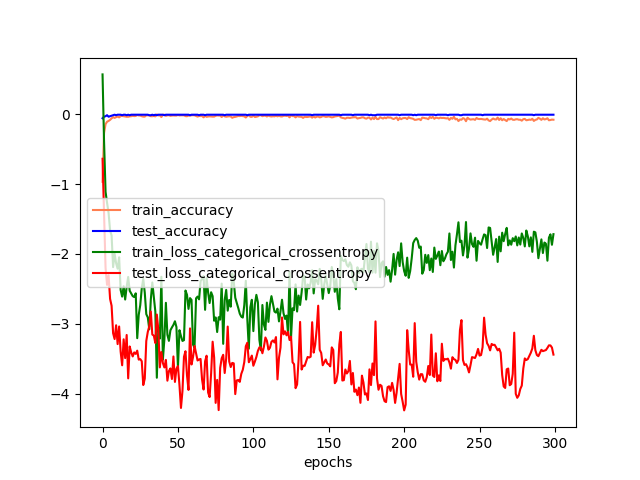 0
−1
−2
−3
−4
train_accuracy
test_accuracy
train_loss_categorical_crossentropy
test_loss_categorical_crossentropy
0 50 100 150 200 250 300
epochs